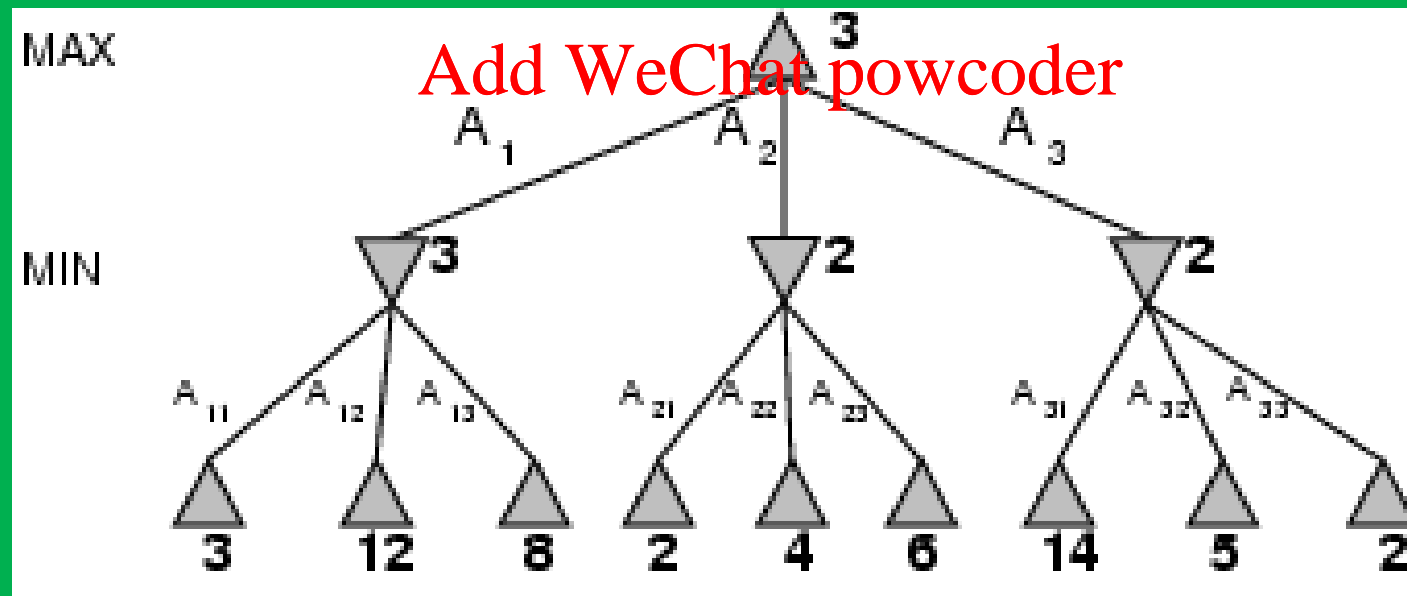 MAX 3
Add WeChat powcoder
A1 A2 A3
MIN 3 2 2
A11 A12 A13 A21 A22 A23 A31 A32 A33
3 12 8 2 4 6 14 5 2